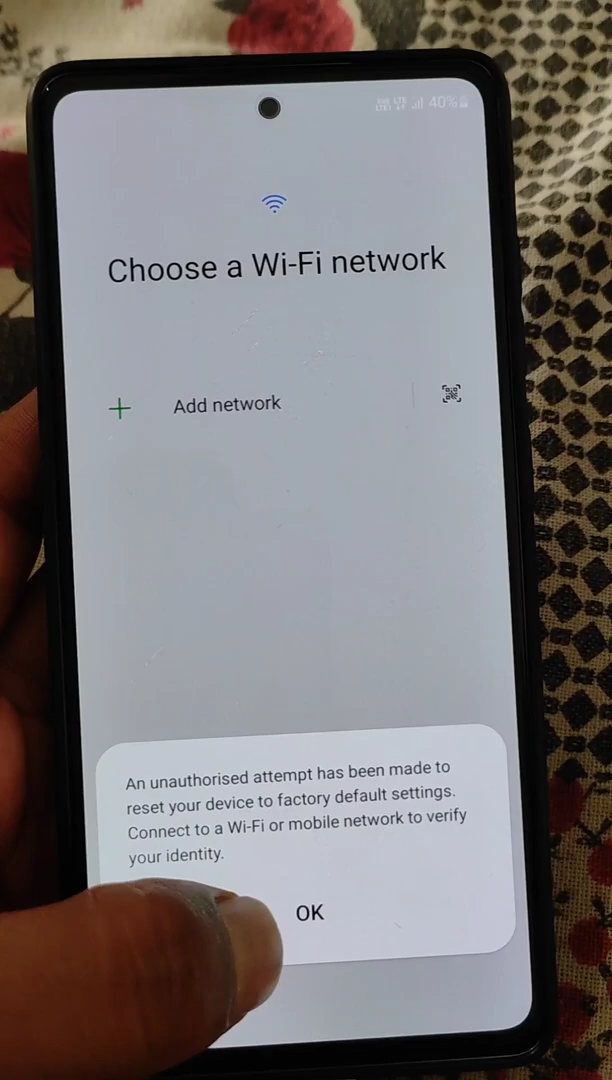 40%
Choose a Wi-Fi network
Add network
An unauthorised attempt has been made to
reset your device to factory default settings.
Connect to a Wi-Fi or mobile network to verify
your identity.
OK